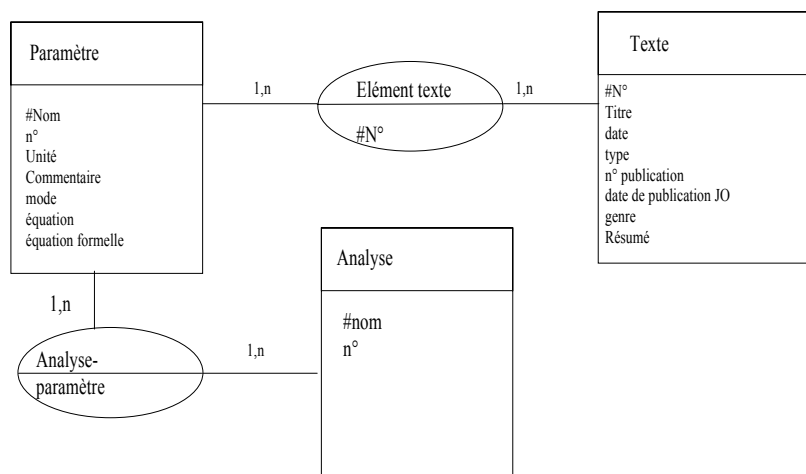 Paramètre
#Nom
n°
Unité
Commentaire
mode
équation
équation formelle
1,n
Elément texte
#N°
1,n
Texte
#N°
Titre
date
type
n° publication
date de publication JO
genre
Résumé
1,n
Analyse-
paramètre
1,n
Analyse
#nom
n°